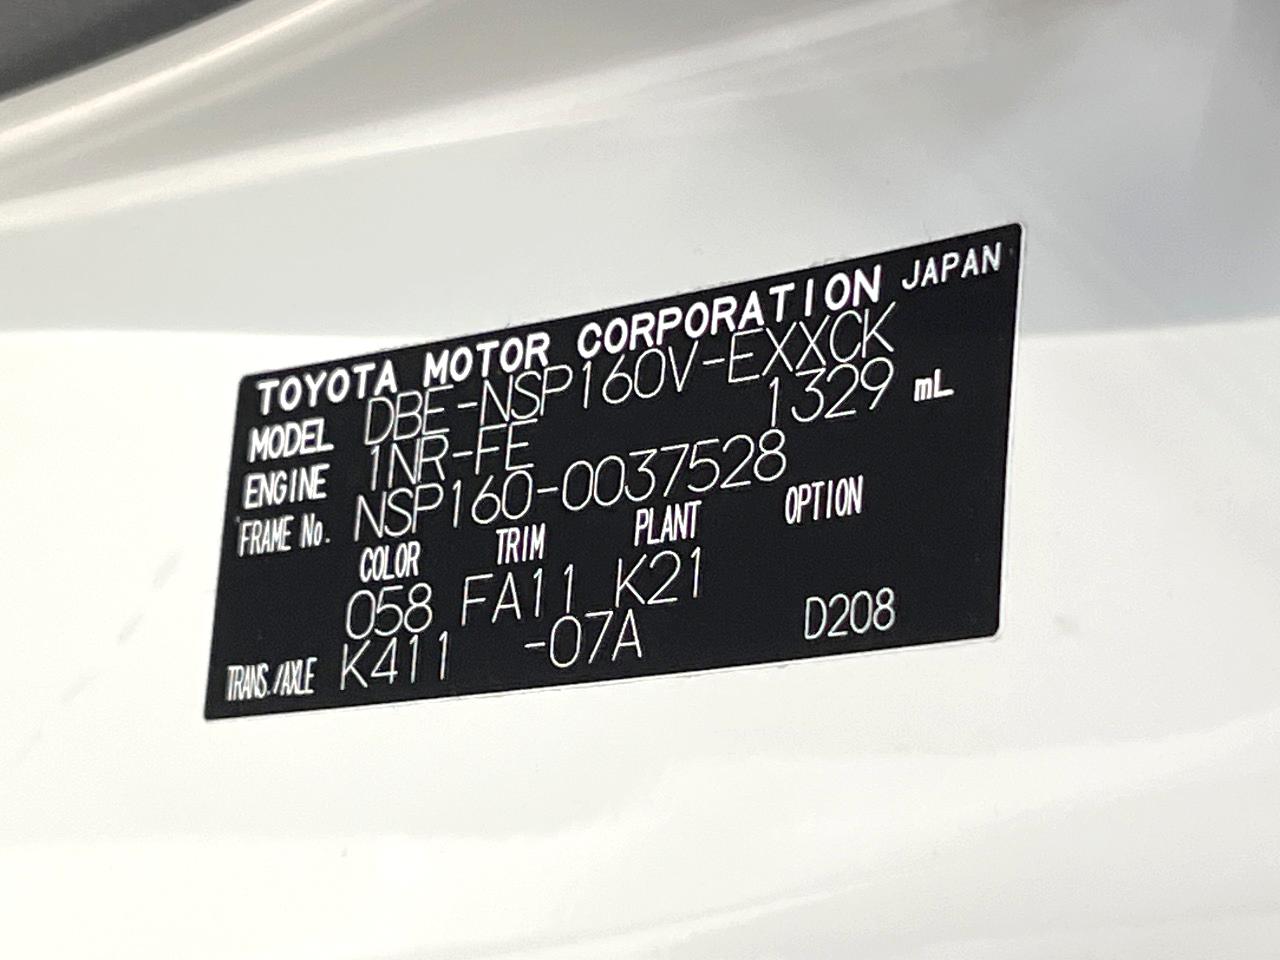 TOYOTA MOTOR CORPORATION JAPAN
MODEL DBE-NSP160V-EXXCK
ENGINE 1NR-FE 1329 mL
FRAME No. NSP160-0037528
COLOR TRIM PLANT OPTION
058 FA11 K21
TRANS./AXLE K411 -07A D208